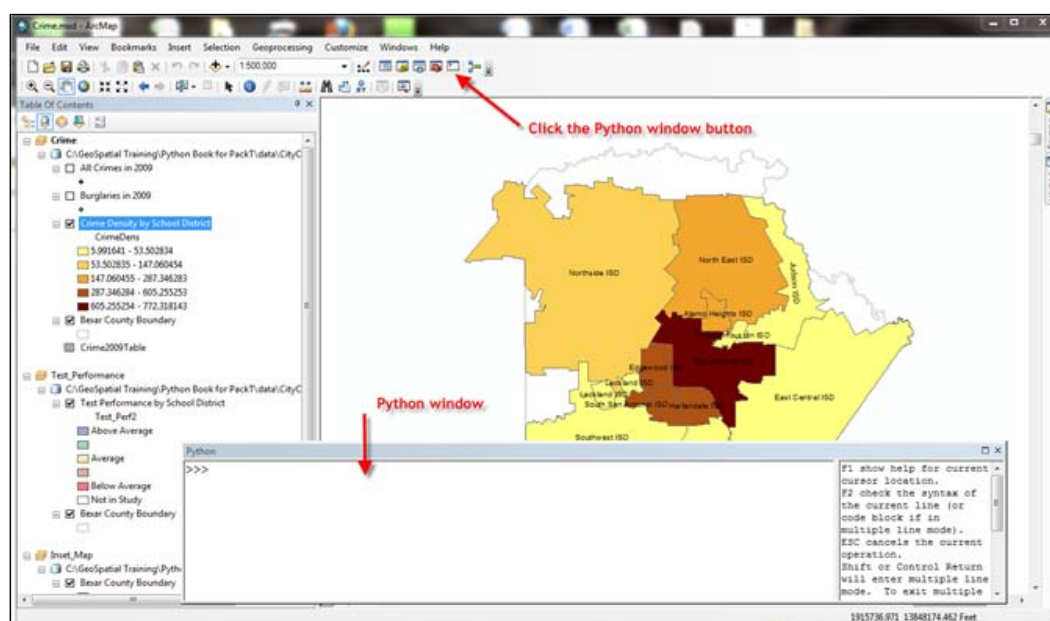 Crime.mxd - ArcMap
File Edit View Bookmarks Insert Selection Geoprocessing Customize Windows Help
1:500,000
Table Of Contents
Click the Python window button
Crime
C:\GeoSpatial Training\Python Book for PackT\data\CityC
All Crimes in 2009
Burglaries in 2009
Crime Density by School District
CrimeDens
5.991641 - 53.502834
53.502835 - 147.060454
147.060455 - 287.346283
287.346284 - 605.255253
605.255254 - 772.318143
Bexar County Boundary
Crime2009Table
Test_Performance
C:\GeoSpatial Training\Python Book for PackT\data\CityC
Test Performance by School District
Test_Perf2
Above Average
Average
Below Average
Not in Study
Bexar County Boundary
Inset_Map
C:\GeoSpatial Training\Pytho
Bexar County Boundary
Northside ISD
North East ISD
Judson ISD
Alamo Heights ISD
East Central ISD
South San Antonio ISD
Southwest ISD
Python window
Python
>>>
F1 show help for current
cursor location.
F2 check the syntax of
the current line (or
code block if in
multiple line mode).
ESC cancels the current
operation.
Shift or Control Return
will enter multiple line
mode. To exit multiple
1915736.971 13848174.462 Feet